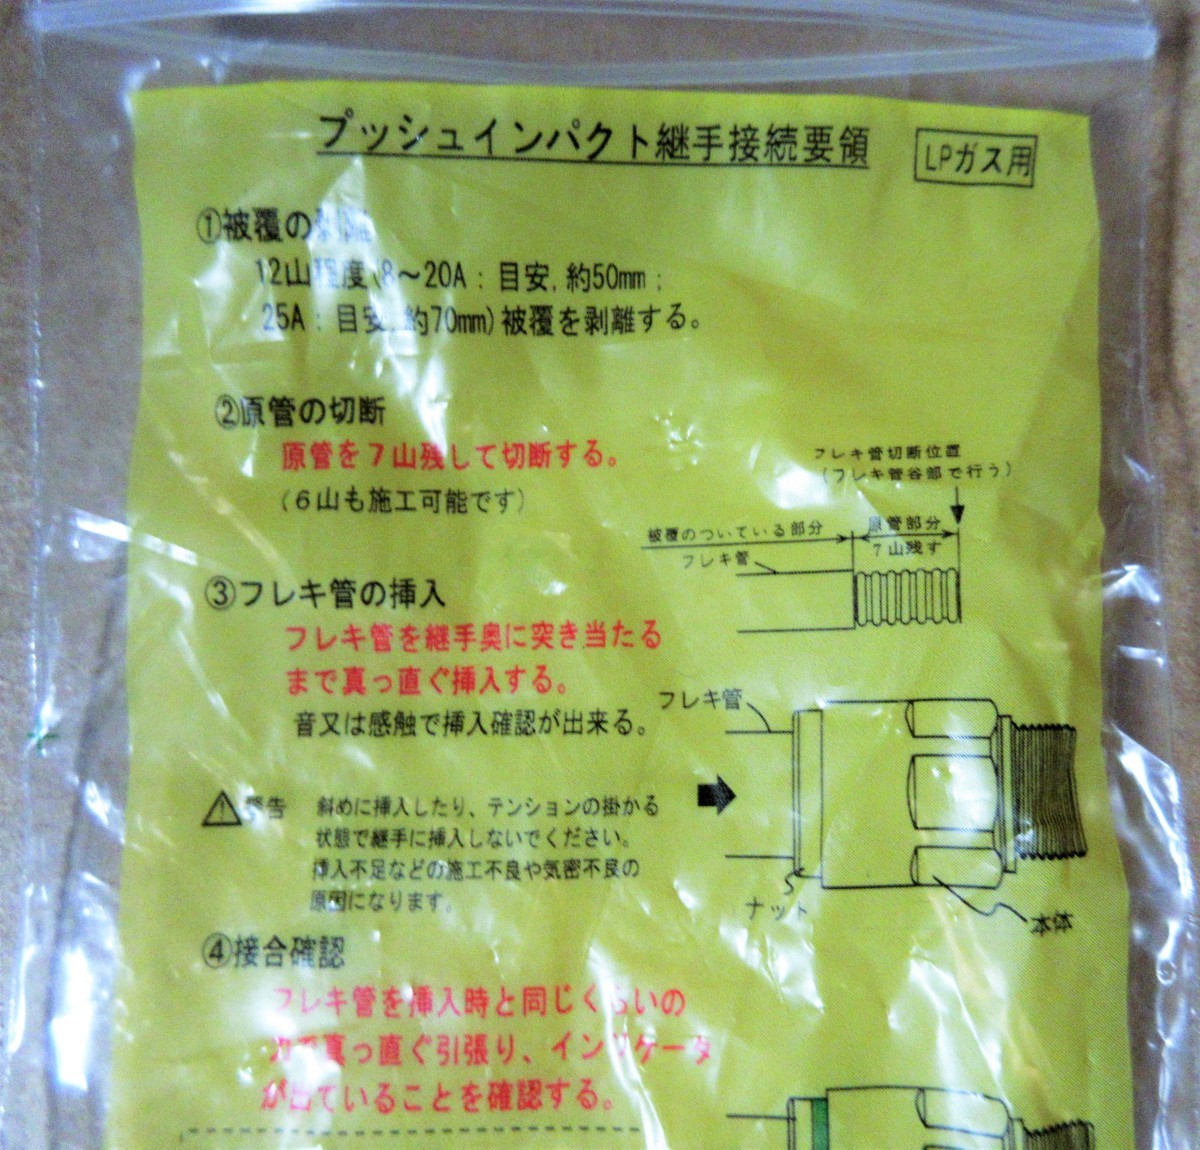 プッシュインパクト継手接続要領
LPガス用
①被覆の剥離
12山程度(8～20A：目安,約50mm；
25A：目安,約70mm)被覆を剥離する。
②原管の切断
原管を7山残して切断する。
(6山も施工可能です)
フレキ管切断位置
(フレキ管谷部で行う)
被覆のついている部分
原管部分
フレキ管
7山残す
③フレキ管の挿入
フレキ管を継手奥に突き当たる
まで真っ直ぐ挿入する。
音又は感触で挿入確認が出来る。
フレキ管
警告
斜めに挿入したり、テンションの掛かる
状態で継手に挿入しないでください。
挿入不足などの施工不良や気密不良の
原因になります。
ナット
本体
④接合確認
フレキ管を挿入時と同じくらいの
力で真っ直ぐ引張り、インジケータ
が出ていることを確認する。